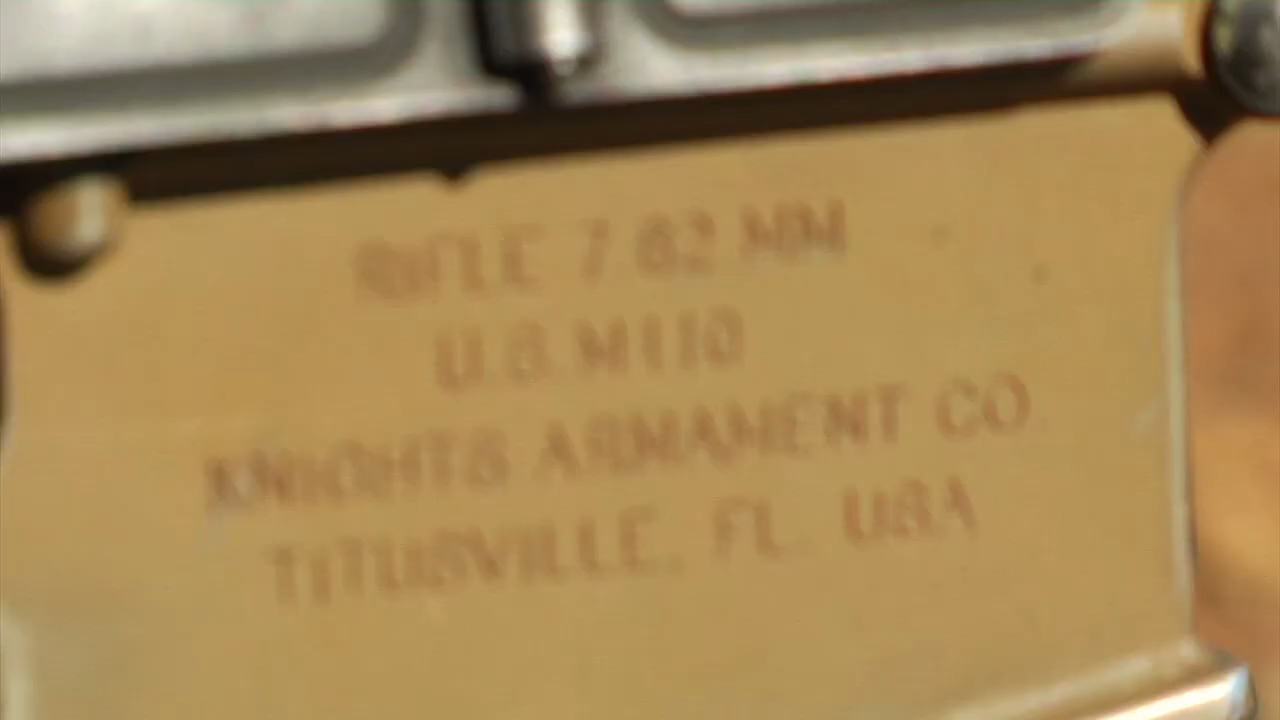 RIFLE 7.62 MM
U.S. M110
KNIGHTS ARMAMENT CO
TITUSVILLE, FL. USA